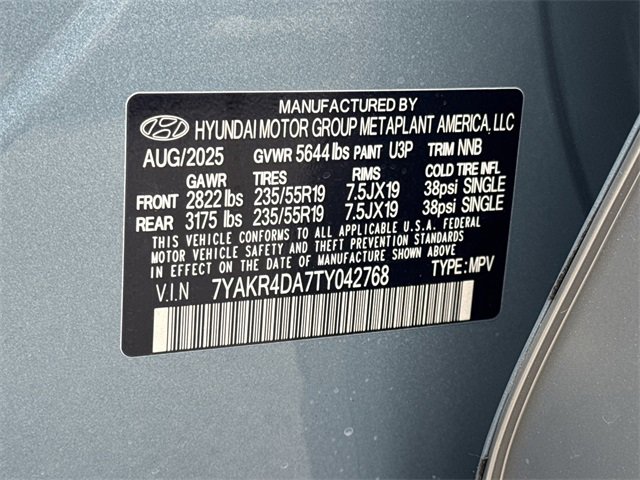 MANUFACTURED BY
HYUNDAI MOTOR GROUP METAPLANT AMERICA, LLC
AUG/2025 GVWR 5644 lbs PAINT U3P TRIM NNB
GAWR TIRES RIMS COLD TIRE INFL
FRONT 2822 lbs 235/55R19 7.5JX19 38psi SINGLE
REAR 3175 lbs 235/55R19 7.5JX19 38psi SINGLE
THIS VEHICLE CONFORMS TO ALL APPLICABLE U.S.A. FEDERAL
MOTOR VEHICLE SAFETY AND THEFT PREVENTION STANDARDS
IN EFFECT ON THE DATE OF MANUFACTURE SHOWN ABOVE
V.I.N 7YAKR4DA7TY042768 TYPE: MPV